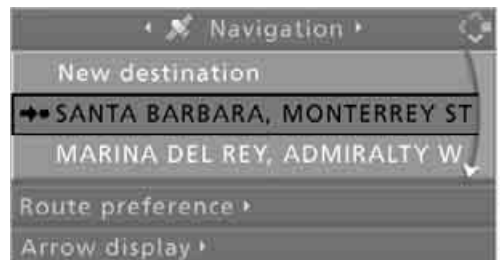 Navigation
New destination
SANTA BARBARA, MONTERREY ST
MARINA DEL REY, ADMIRALTY W
Route preference
Arrow display